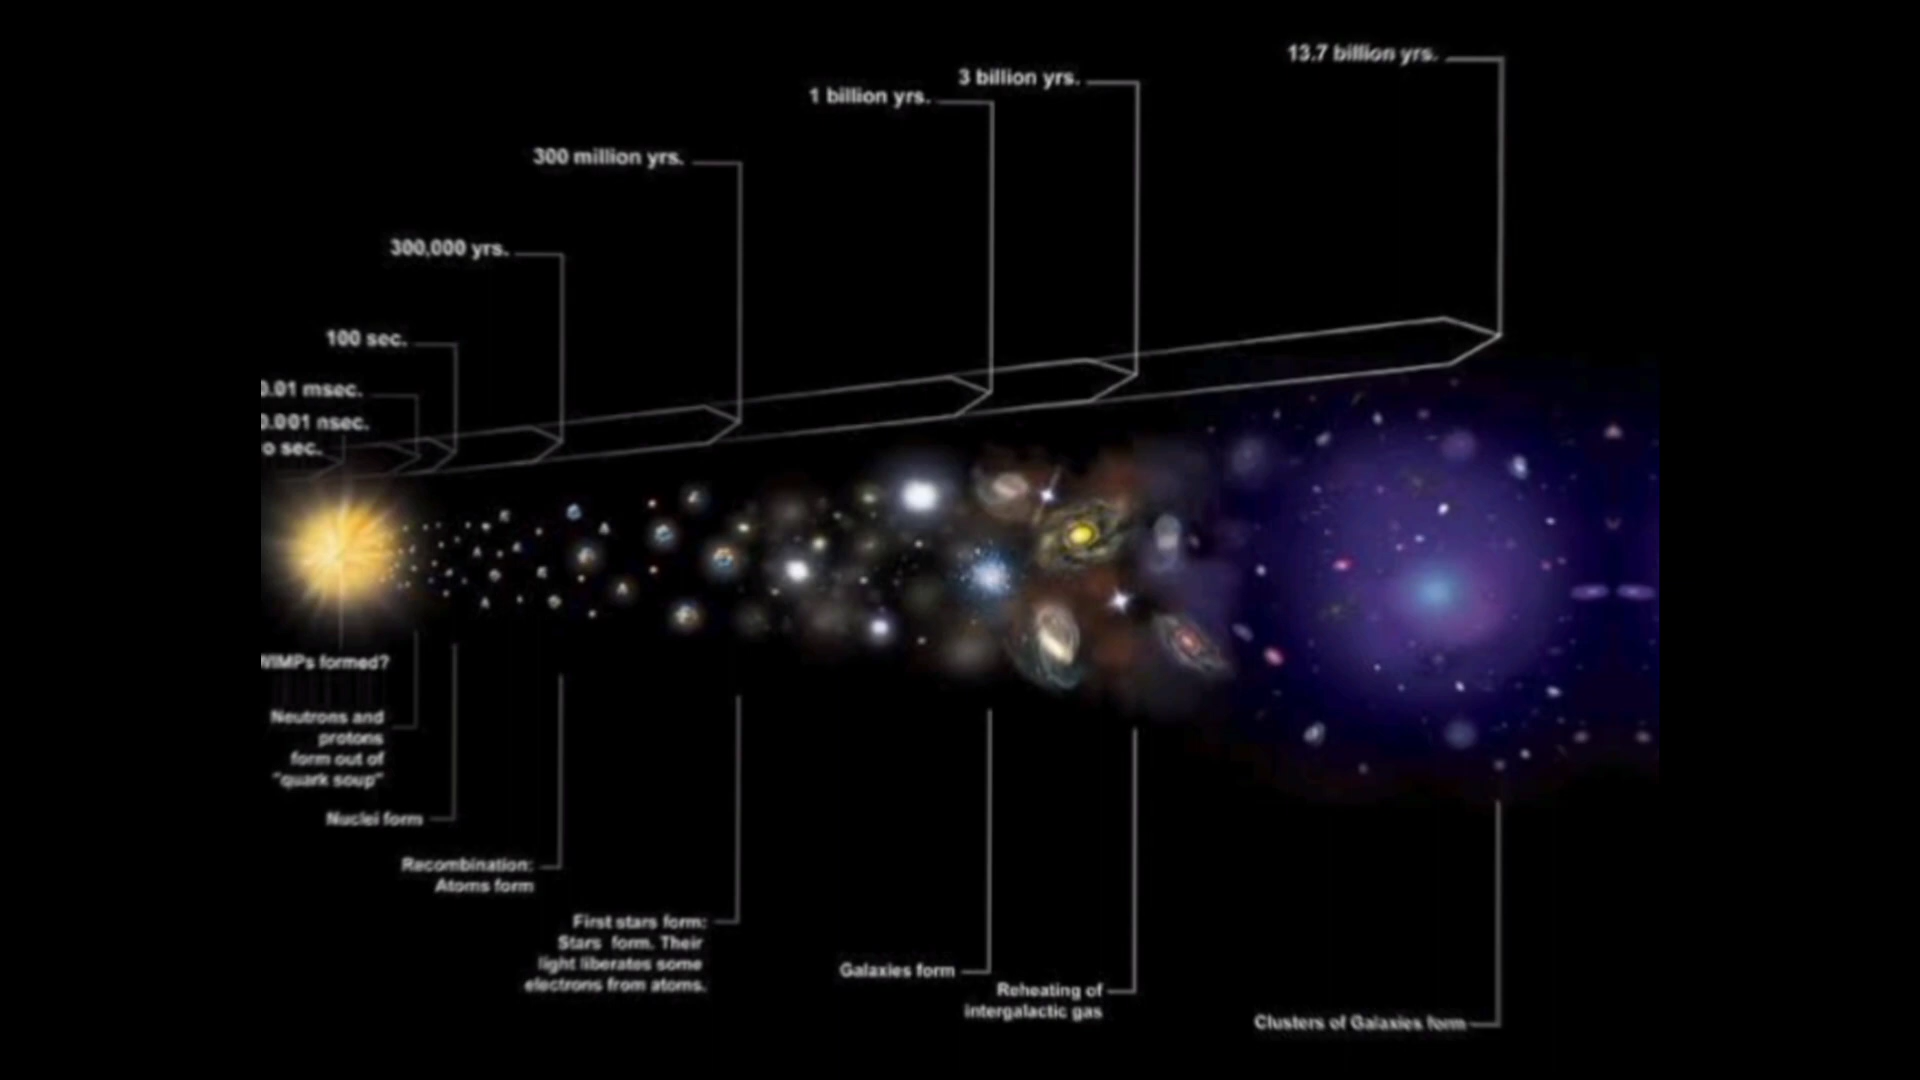 13.7 billion yrs.
3 billion yrs.
1 billion yrs.
300 million yrs.
300,000 yrs.
100 sec.
0.01 msec.
0.001 nsec.
o sec.
WIMPs formed?
Neutrons and
protons
form out of
"quark soup"
Nuclei form
Recombination:
Atoms form
First stars form:
Stars form. Their
light liberates some
electrons from atoms.
Galaxies form
Reheating of
intergalactic gas
Clusters of Galaxies form